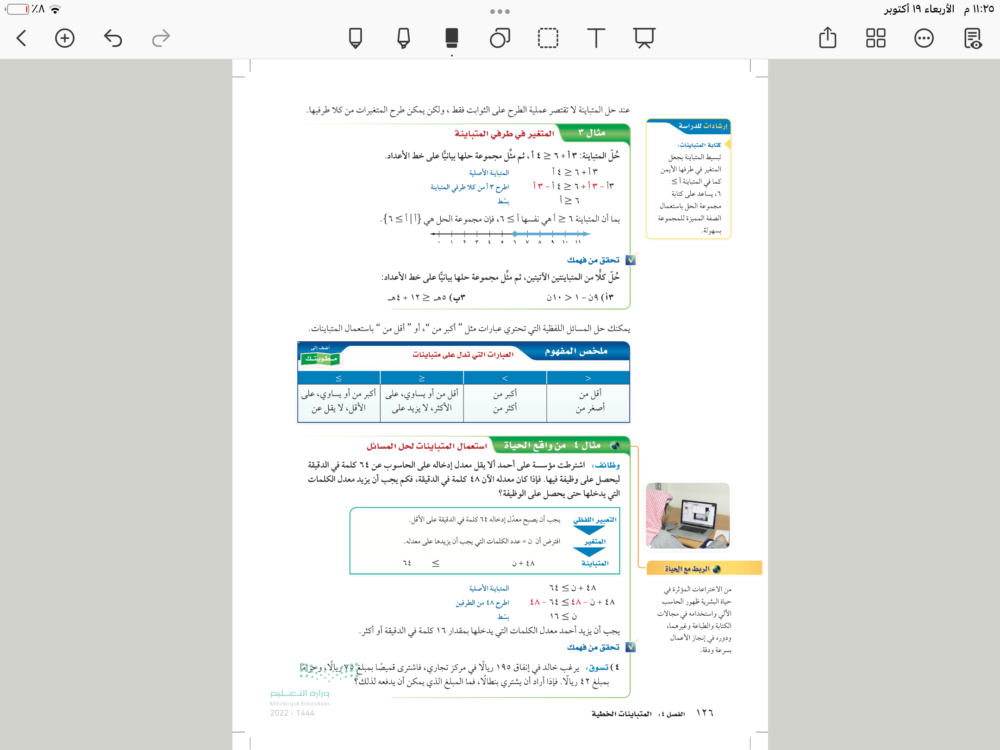 ١١:٢٥ م الأربعاء ١٩ أكتوبر
٨٪
عند حل المتباينة لا تقتصر عملية الطرح على الثوابت فقط ، ولكن يمكن طرح المتغيرات من كلا طرفيها.
مثال ٣ المتغير في طرفي المتباينة
حُلّ المتباينة: ٣أ + ٦ ≤ ٤أ، ثم مثِّل مجموعة حلها بيانيًّا على خط الأعداد.
٣أ + ٦ ≤ ٤أ المتباينة الأصلية
٣أ – ٣أ + ٦ ≤ ٤أ – ٣أ اطرح ٣أ من كلا طرفي المتباينة
٦ ≤ أ بسّط
بما أن المتباينة ٦ ≤ أ هي نفسها أ ≥ ٦، فإن مجموعة الحل هي {أ | أ ≥ ٦}.
٠ ١ ٢ ٣ ٤ ٥ ٦ ٧ ٨ ٩ ١٠ ١١
تحقق من فهمك
حُلّ كلًّا من المتباينتين الآتيتين، ثم مثِّل مجموعة حلها بيانيًّا على خط الأعداد:
٣أ) ٩ن – ١ < ١٠ن ٣ب) ٥هـ ≤ ١٢ + ٤هـ
إرشادات للدراسة
كتابة المتباينات:
تبسيط المتباينة بجعل
المتغير في طرفها الأيمن
كما في المتباينة أ ≥
٦، يساعد على كتابة
مجموعة الحل باستعمال
الصفة المميزة للمجموعة
بسهولة.
يمكنك حل المسائل اللفظية التي تحتوي عبارات مثل ” أكبر من “، أو ” أقل من “ باستعمال المتباينات.
ملخص المفهوم العبارات التي تدل على متباينات أضف إلى
مـطويـتـك
< > ≤ ≥
أقل من أكبر من أقل من أو يساوي، على أكبر من أو يساوي، على
أصغر من أكثر من الأكثر، لا يزيد على الأقل، لا يقل عن
مثال ٤ من واقع الحياة استعمال المتباينات لحل المسائل
وظائف: اشترطت مؤسسة على أحمد ألا يقل معدل إدخاله على الحاسوب عن ٦٤ كلمة في الدقيقة
ليحصل على وظيفة فيها. فإذا كان معدله الآن ٤٨ كلمة في الدقيقة، فكم يجب أن يزيد معدل الكلمات
التي يدخلها حتى يحصل على الوظيفة؟
التعبير اللفظي يجب أن يصبح معدّل إدخاله ٦٤ كلمة في الدقيقة على الأقل.
المتغير افترض أن ن = عدد الكلمات التي يجب أن يزيدها على معدله.
المتباينة ٤٨ + ن ≥ ٦٤
٤٨ + ن ≥ ٦٤ المتباينة الأصلية
٤٨ + ن – ٤٨ ≥ ٦٤ – ٤٨ اطرح ٤٨ من الطرفين
ن ≥ ١٦ بسّط
يجب أن يزيد أحمد معدل الكلمات التي يدخلها بمقدار ١٦ كلمة في الدقيقة أو أكثر.
تحقق من فهمك
٤) تسوق: يرغب خالد في إنفاق ١٩٥ ريالًا في مركز تجاري، فاشترى قميصًا بمبلغ ٧٥ ريالًا، وحزامًا
بمبلغ ٤٢ ريالًا. فإذا أراد أن يشتري بنطالًا، فما المبلغ الذي يمكن أن يدفعه لذلك؟
الربط مع الحياة
من الاختراعات المؤثرة في
حياة البشرية ظهور الحاسب
الآلي واستخدامه في مجالات
الكتابة والطباعة وغيرهما،
ودوره في إنجاز الأعمال
بسرعة ودقة.
وزارة التعـــليم
Ministry of Education
2022 - 1444
١٢٦ الفصل ٤: المتباينات الخطية